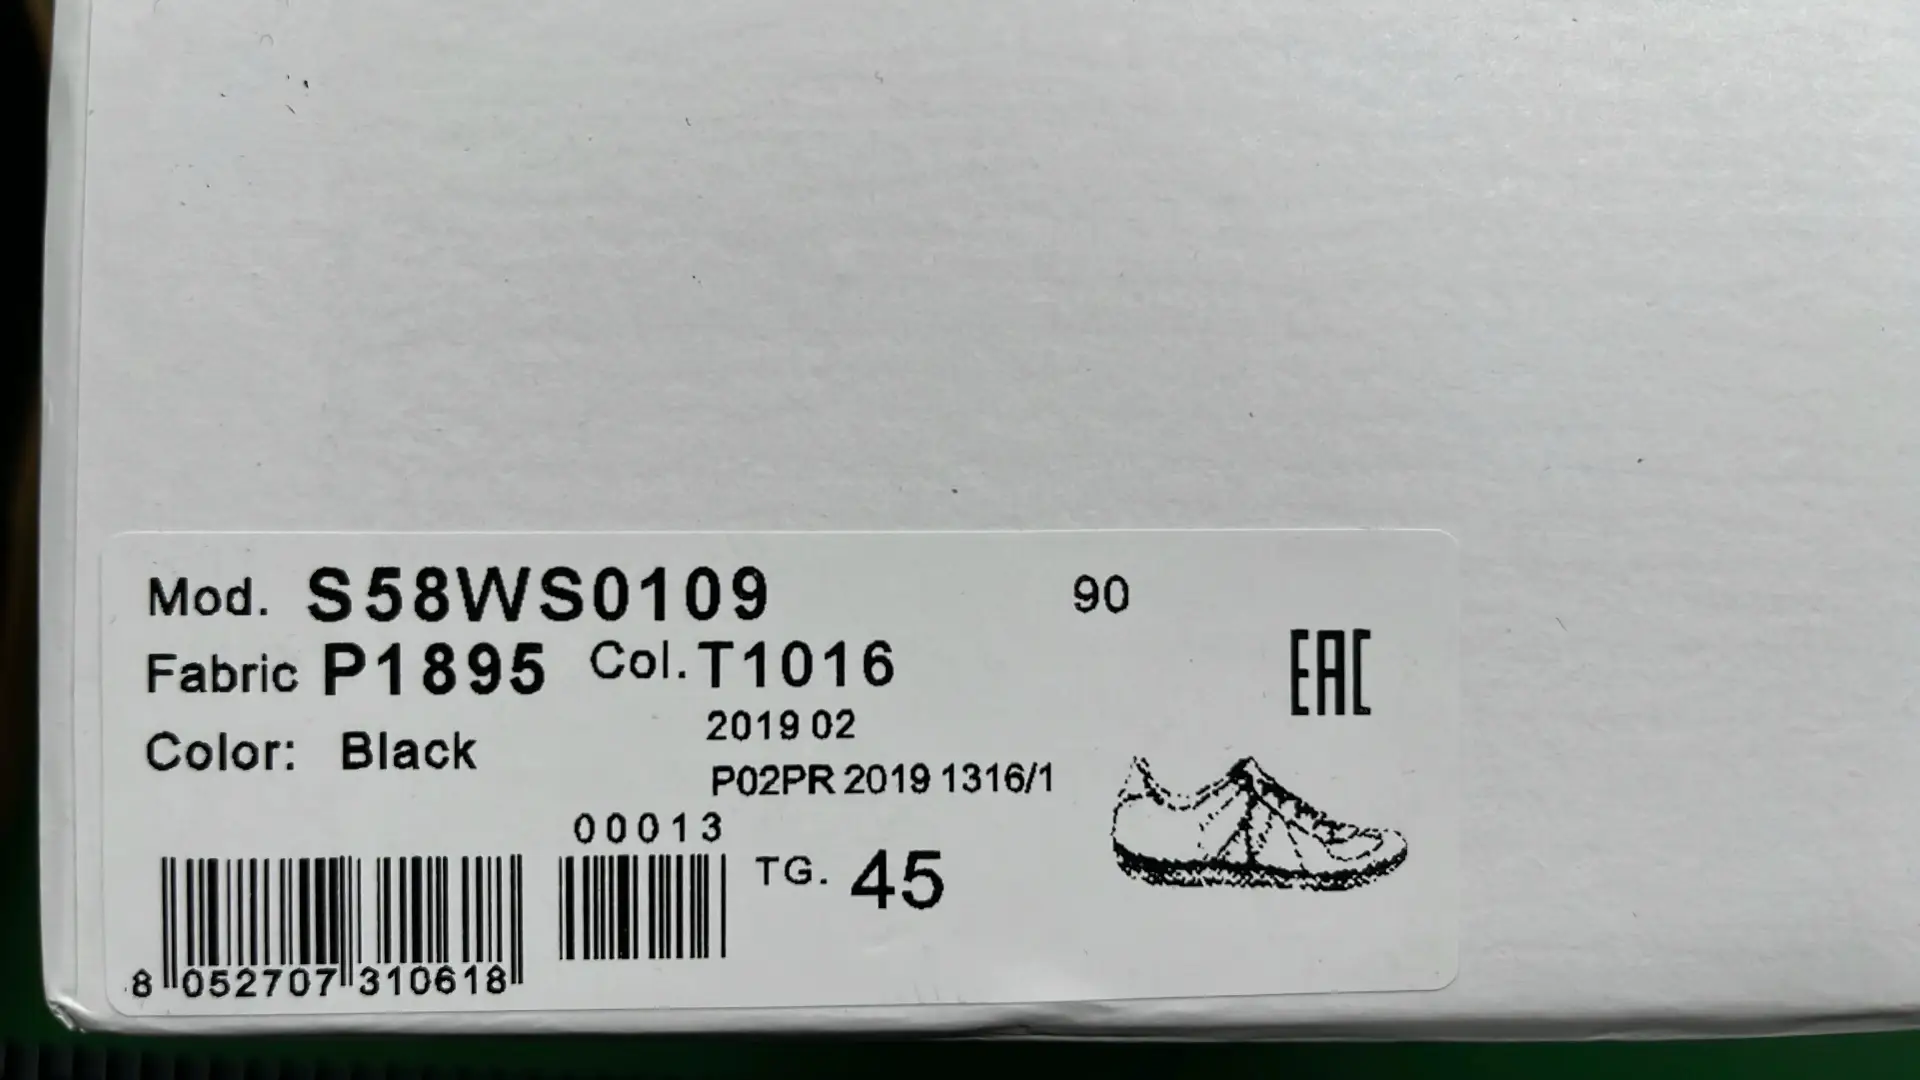 Mod. S58WS0109 90
Fabric P1895 Col. T1016
EAC
2019 02
Color: Black
P02PR 2019 1316/1
00013
TG. 45
8 052707 310618